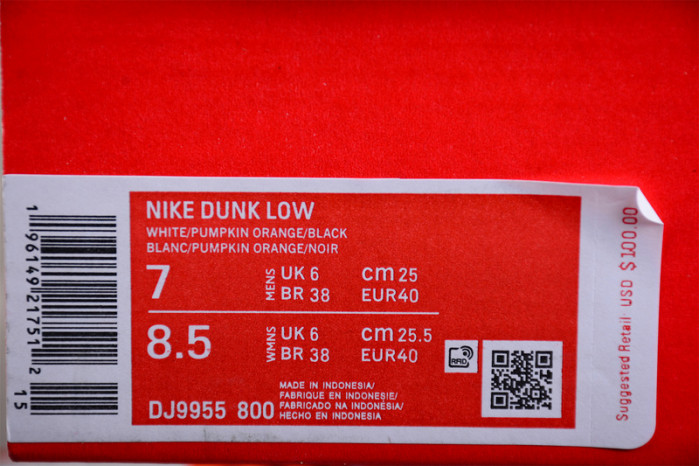 NIKE DUNK LOW
WHITE/PUMPKIN ORANGE/BLACK
BLANC/PUMPKIN ORANGE/NOIR
7 MENS UK 6 cm 25
BR 38 EUR40
8.5 WMNS UK 6 cm 25.5
BR 38 EUR40
RFID
DJ9955 800
MADE IN INDONESIA/
FABRIQUE EN INDONESIE/
FABRICADO NA INDONESIA/
HECHO EN INDONESIA
1 96149 21751 2
15
Suggested Retail USD $100.00